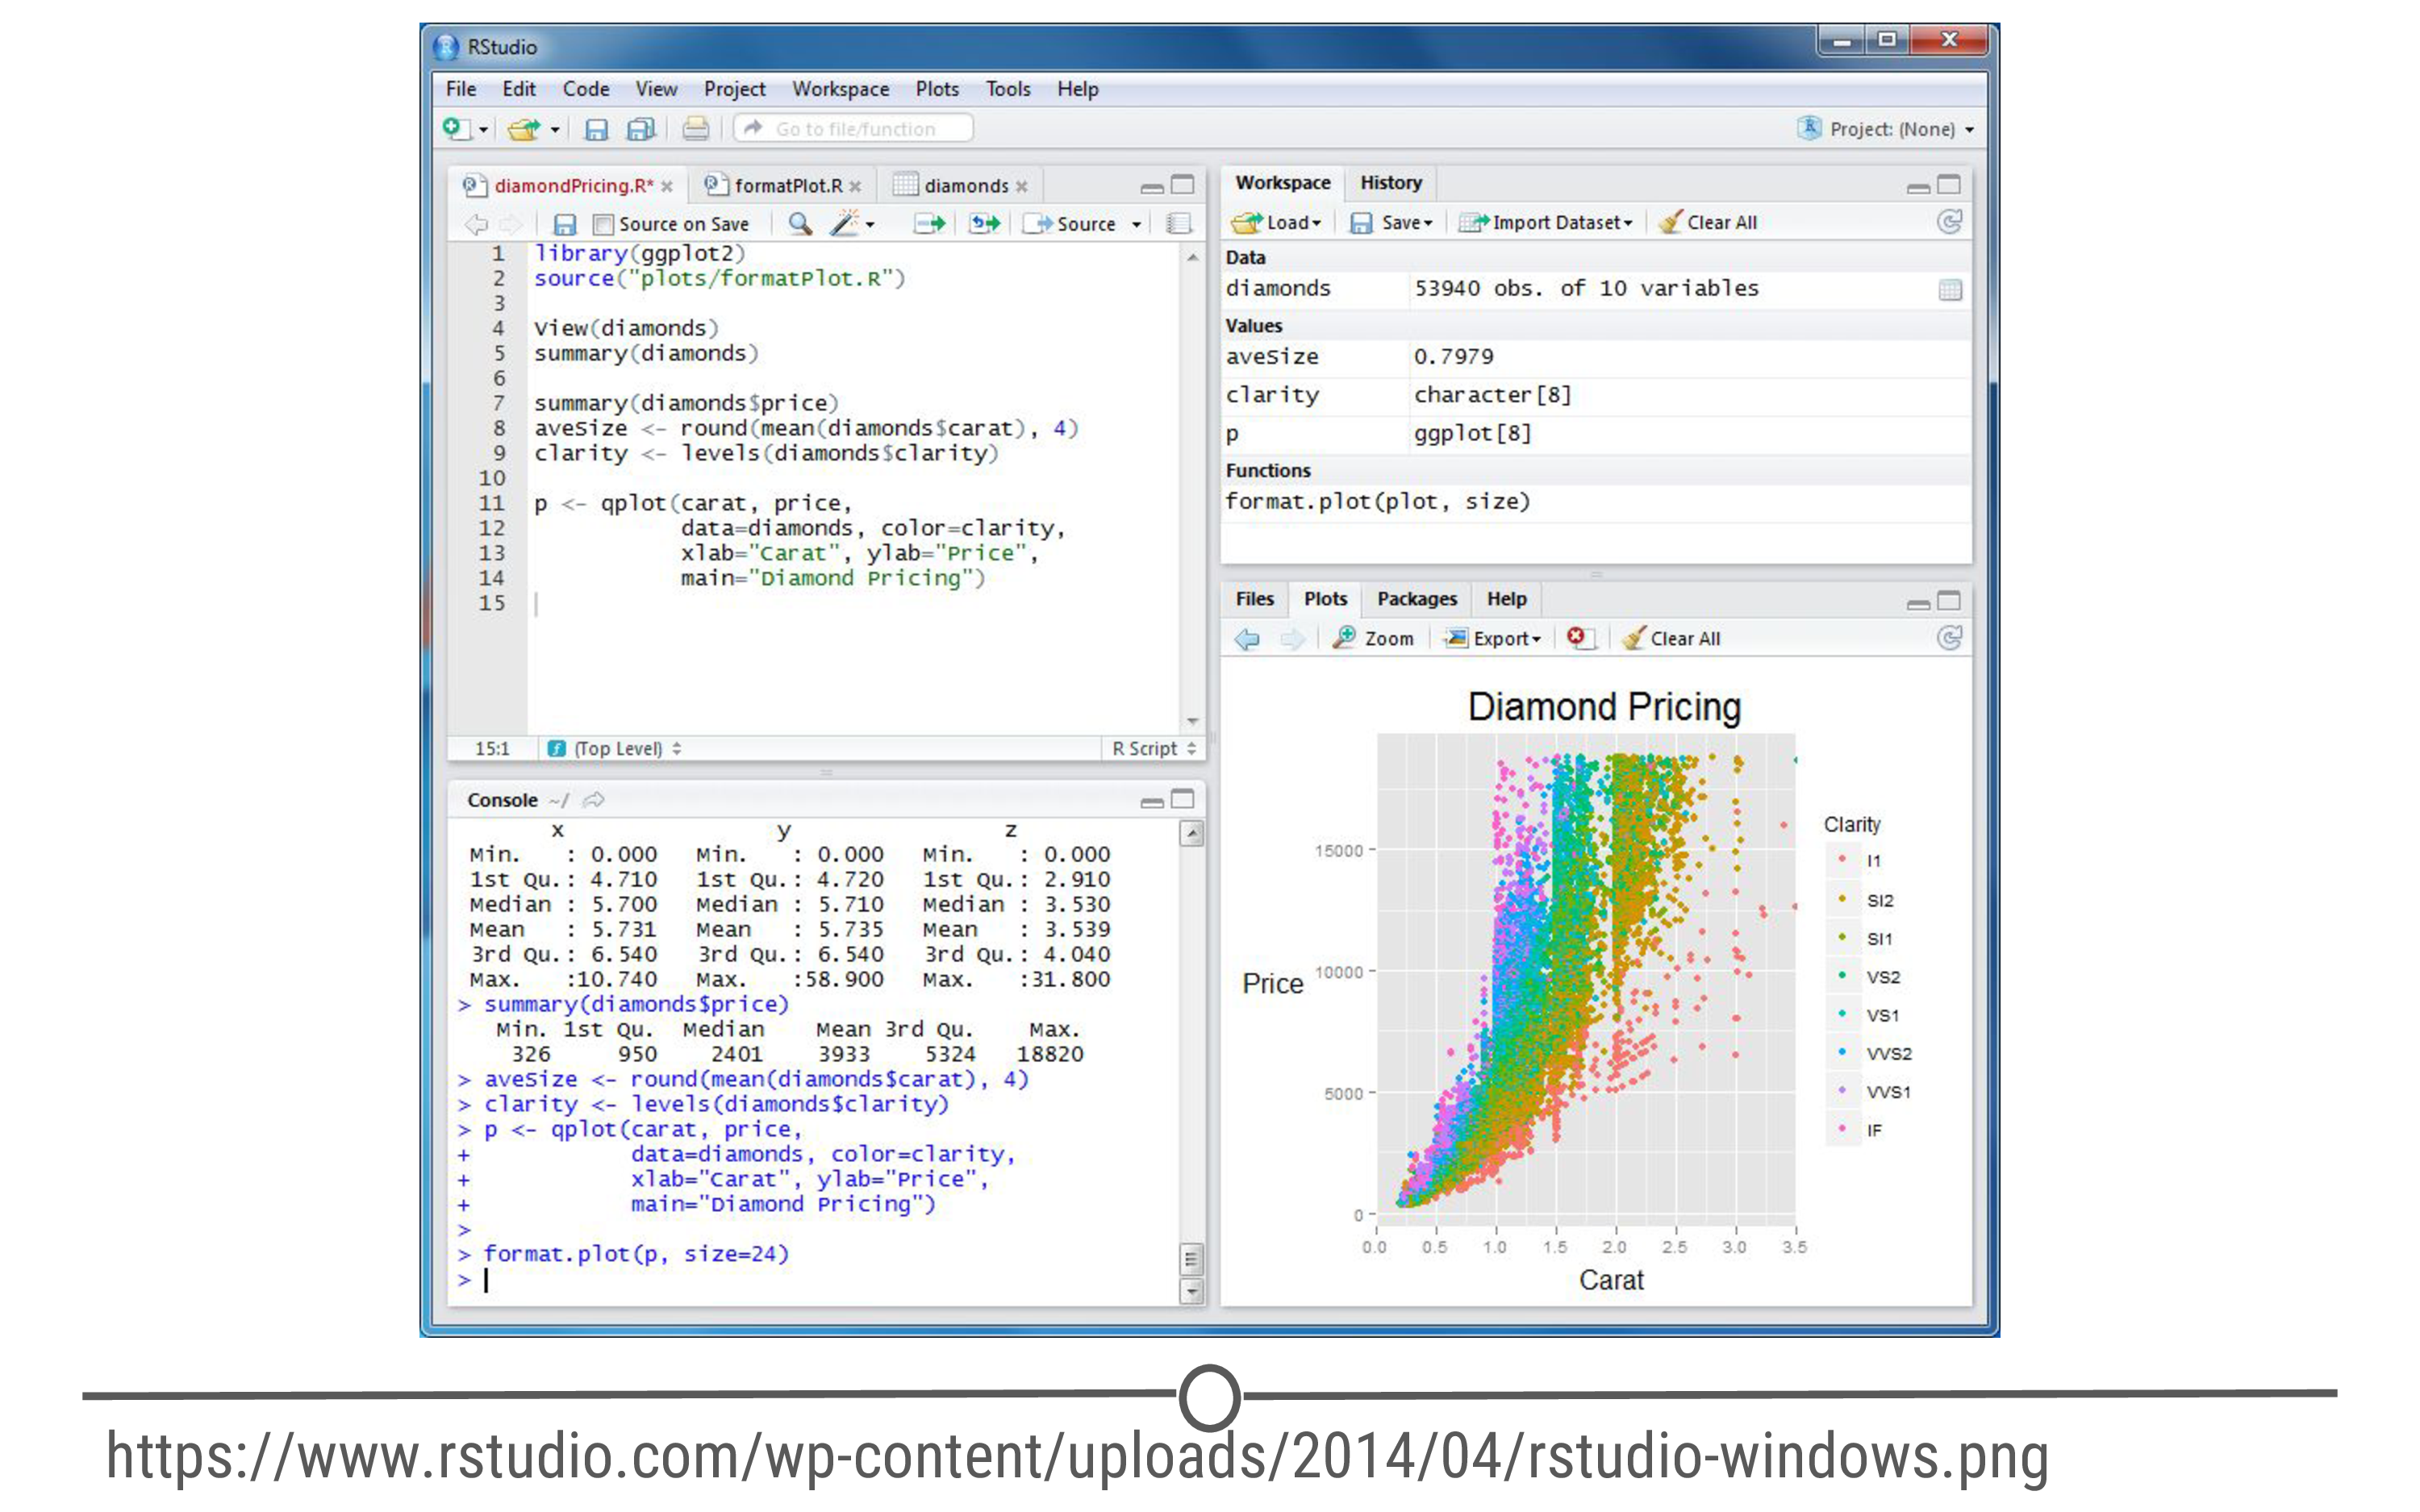 RStudio
File Edit Code View Project Workspace Plots Tools Help
Go to file/function
Project: (None)
diamondPricing.R* formatPlot.R diamonds
Source on Save Source
1 library(ggplot2)
2 source("plots/formatPlot.R")
3
4 View(diamonds)
5 summary(diamonds)
6
7 summary(diamonds$price)
8 aveSize <- round(mean(diamonds$carat), 4)
9 clarity <- levels(diamonds$clarity)
10
11 p <- qplot(carat, price,
12 data=diamonds, color=clarity,
13 xlab="Carat", ylab="Price",
14 main="Diamond Pricing")
15
15:1 (Top Level) R Script
Console ~/
x y z
Min. : 0.000 Min. : 0.000 Min. : 0.000
1st Qu.: 4.710 1st Qu.: 4.720 1st Qu.: 2.910
Median : 5.700 Median : 5.710 Median : 3.530
Mean : 5.731 Mean : 5.735 Mean : 3.539
3rd Qu.: 6.540 3rd Qu.: 6.540 3rd Qu.: 4.040
Max. :10.740 Max. :58.900 Max. :31.800
> summary(diamonds$price)
Min. 1st Qu. Median Mean 3rd Qu. Max.
326 950 2401 3933 5324 18820
> aveSize <- round(mean(diamonds$carat), 4)
> clarity <- levels(diamonds$clarity)
> p <- qplot(carat, price,
+ data=diamonds, color=clarity,
+ xlab="Carat", ylab="Price",
+ main="Diamond Pricing")
>
> format.plot(p, size=24)
>
Workspace History
Load Save Import Dataset Clear All
Data
diamonds 53940 obs. of 10 variables
Values
aveSize 0.7979
clarity character[8]
p ggplot[8]
Functions
format.plot(plot, size)
Files Plots Packages Help
Zoom Export Clear All
Diamond Pricing
Price
15000
10000
5000
0
0.0 0.5 1.0 1.5 2.0 2.5 3.0 3.5
Carat
Clarity
I1
SI2
SI1
VS2
VS1
VVS2
VVS1
IF
https://www.rstudio.com/wp-content/uploads/2014/04/rstudio-windows.png